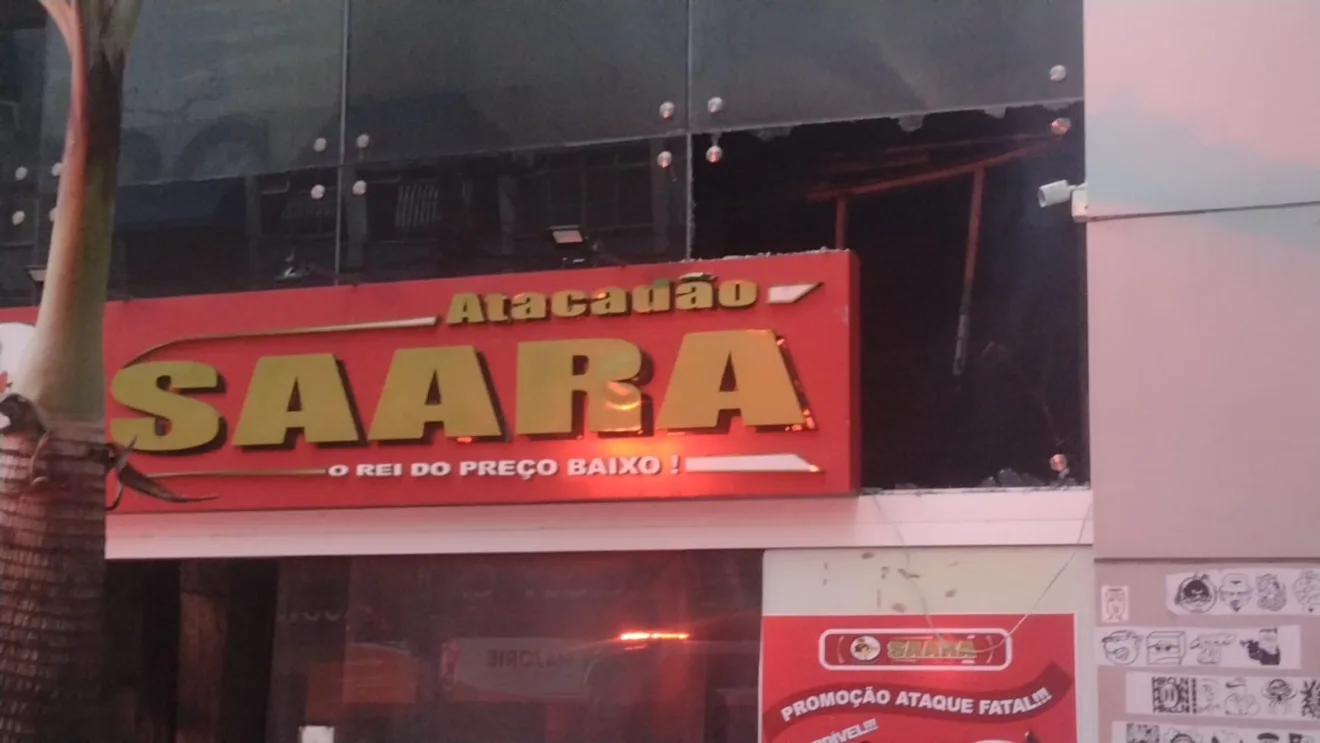 Atacadão
SAARA
O REI DO PREÇO BAIXO !
SAARA
PROMOÇÃO ATAQUE FATAL!!!